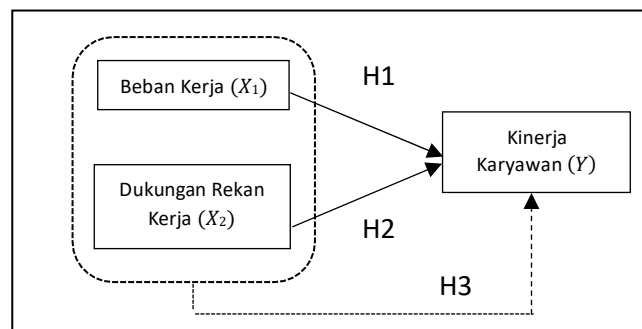 Beban Kerja (X₁)
H1
Kinerja
Karyawan (Y)
Dukungan Rekan
Kerja (X₂)
H2
H3